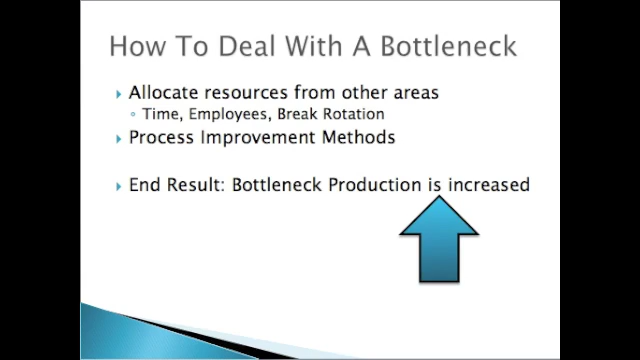 How To Deal With A Bottleneck
Allocate resources from other areas
Time, Employees, Break Rotation
Process Improvement Methods
End Result: Bottleneck Production is increased